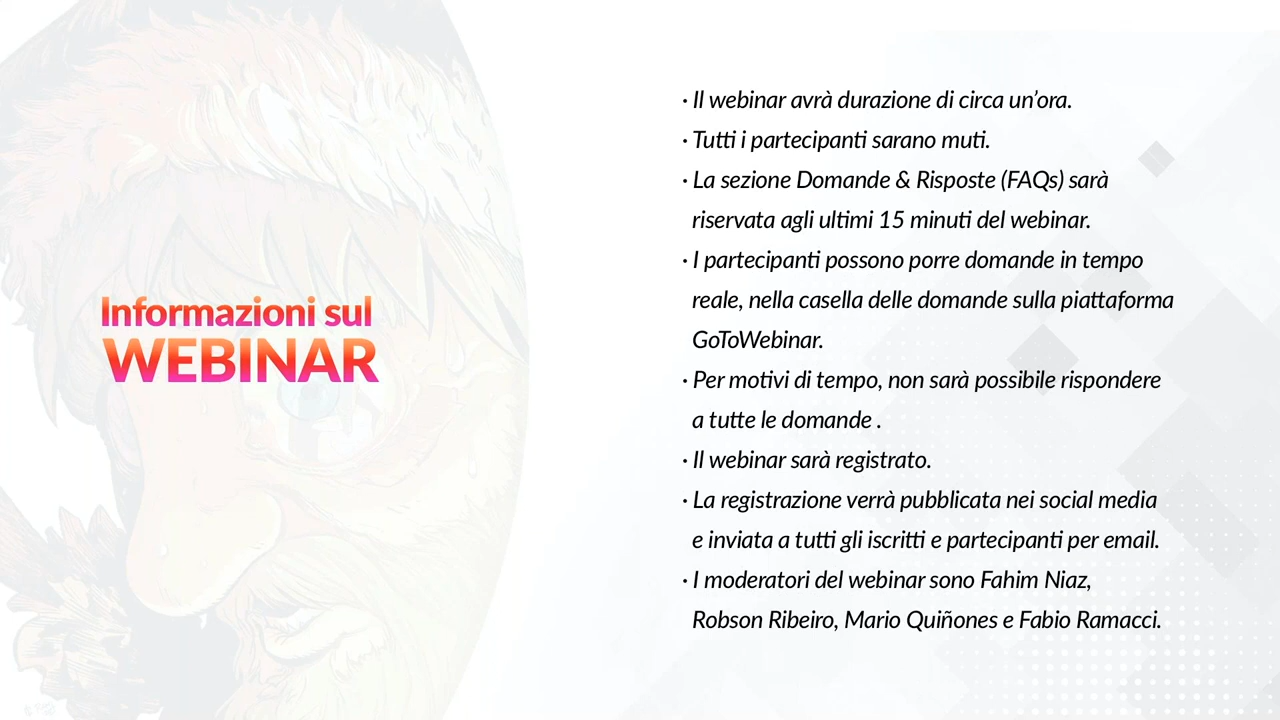 Informazioni sul
WEBINAR
· Il webinar avrà durazione di circa un’ora.
· Tutti i partecipanti sarano muti.
· La sezione Domande & Risposte (FAQs) sarà
riservata agli ultimi 15 minuti del webinar.
· I partecipanti possono porre domande in tempo
reale, nella casella delle domande sulla piattaforma
GoToWebinar.
· Per motivi di tempo, non sarà possibile rispondere
a tutte le domande .
· Il webinar sarà registrato.
· La registrazione verrà pubblicata nei social media
e inviata a tutti gli iscritti e partecipanti per email.
· I moderatori del webinar sono Fahim Niaz,
Robson Ribeiro, Mario Quiñones e Fabio Ramacci.